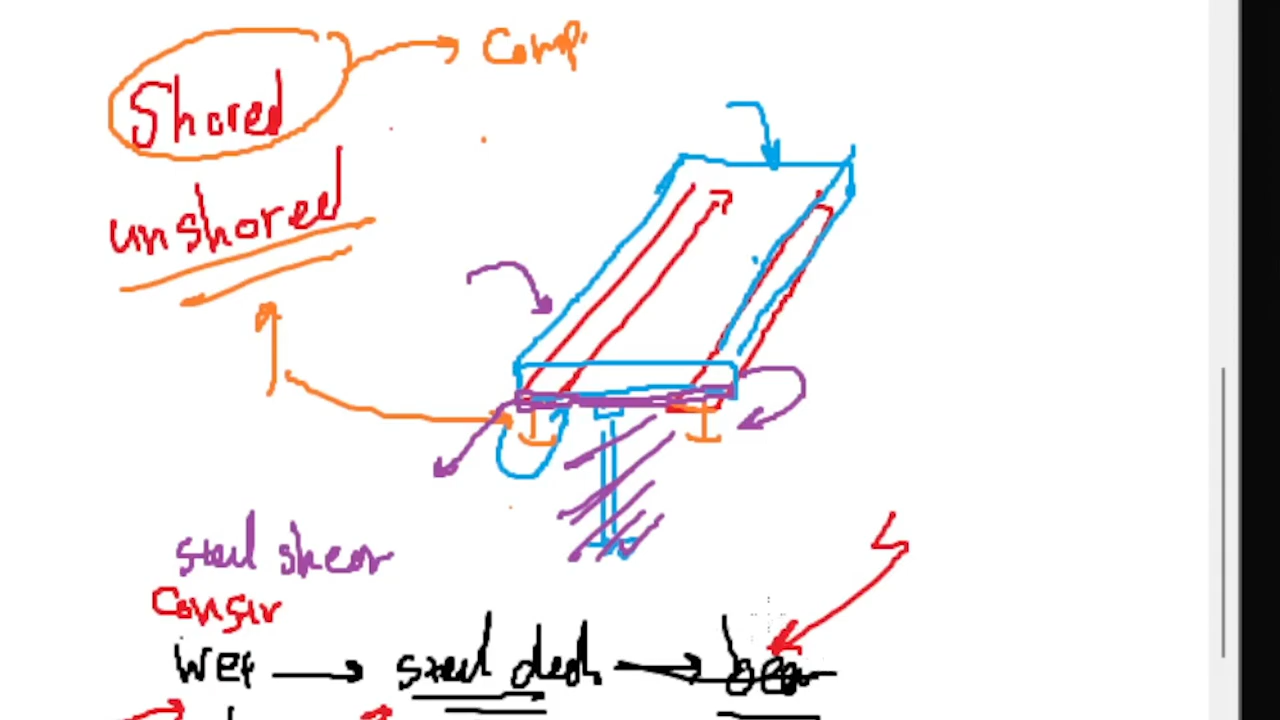 Comp.
Shored
unshored
steel shear
Constr
Wet → steel deck → beam